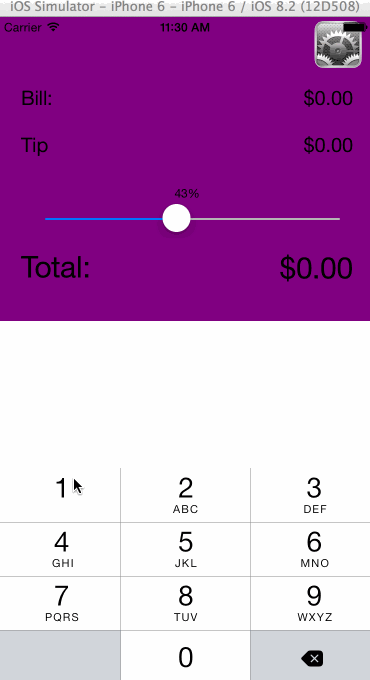 iOS Simulator - iPhone 6 - iPhone 6 / iOS 8.2 (12D508)
Carrier 11:30 AM
Bill: $0.00
Tip $0.00
43%
Total: $0.00
1 2 3
ABC DEF
4 5 6
GHI JKL MNO
7 8 9
PQRS TUV WXYZ
0